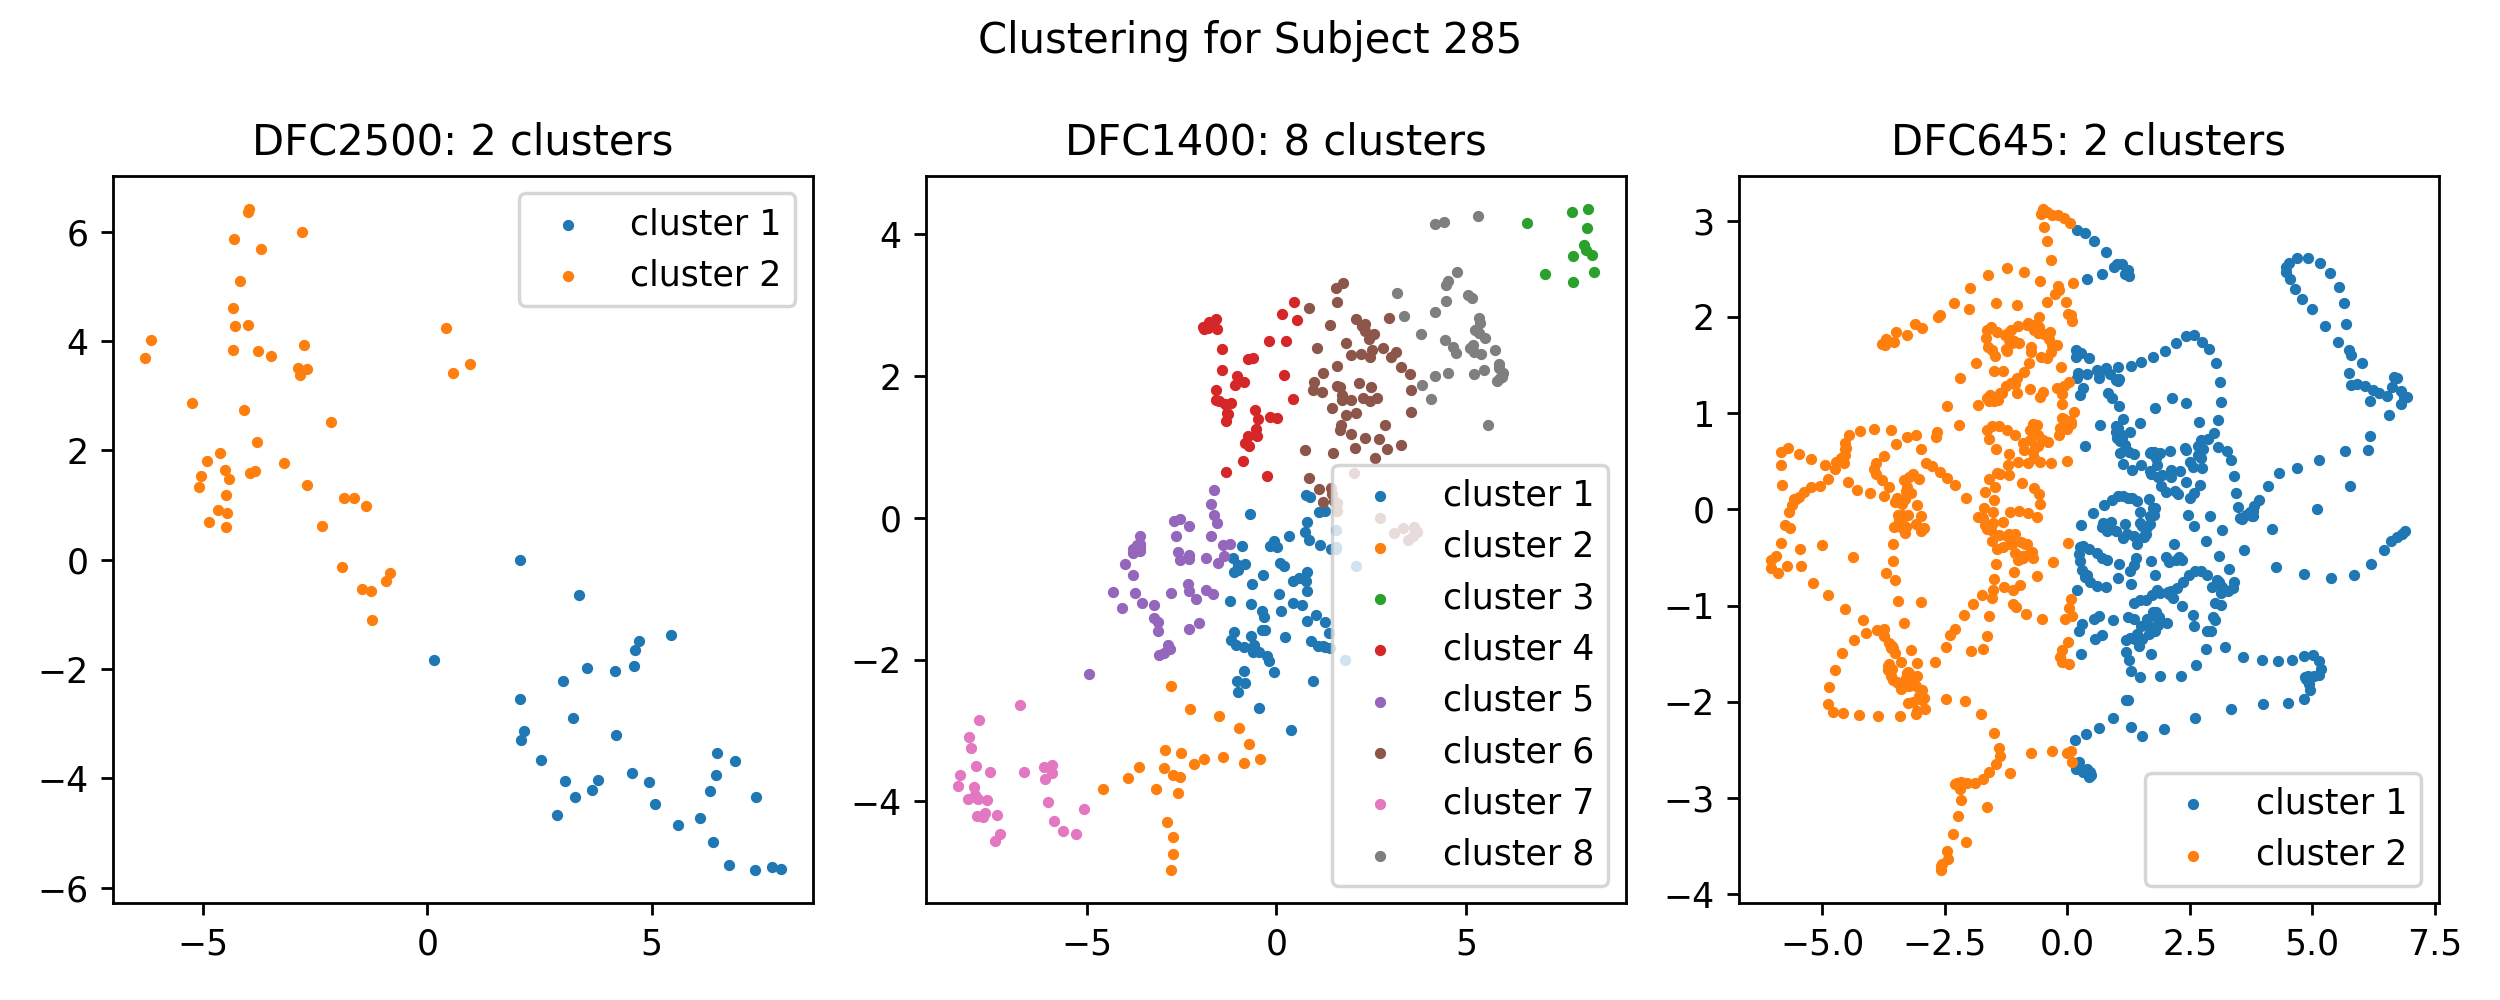 Clustering for Subject 285
DFC2500: 2 clusters
6
4
2
0
−2
−4
−6
−5
0
5
cluster 1
cluster 2
DFC1400: 8 clusters
4
2
0
−2
−4
−5
0
5
cluster 1
cluster 2
cluster 3
cluster 4
cluster 5
cluster 6
cluster 7
cluster 8
DFC645: 2 clusters
3
2
1
0
−1
−2
−3
−4
−5.0
−2.5
0.0
2.5
5.0
7.5
cluster 1
cluster 2